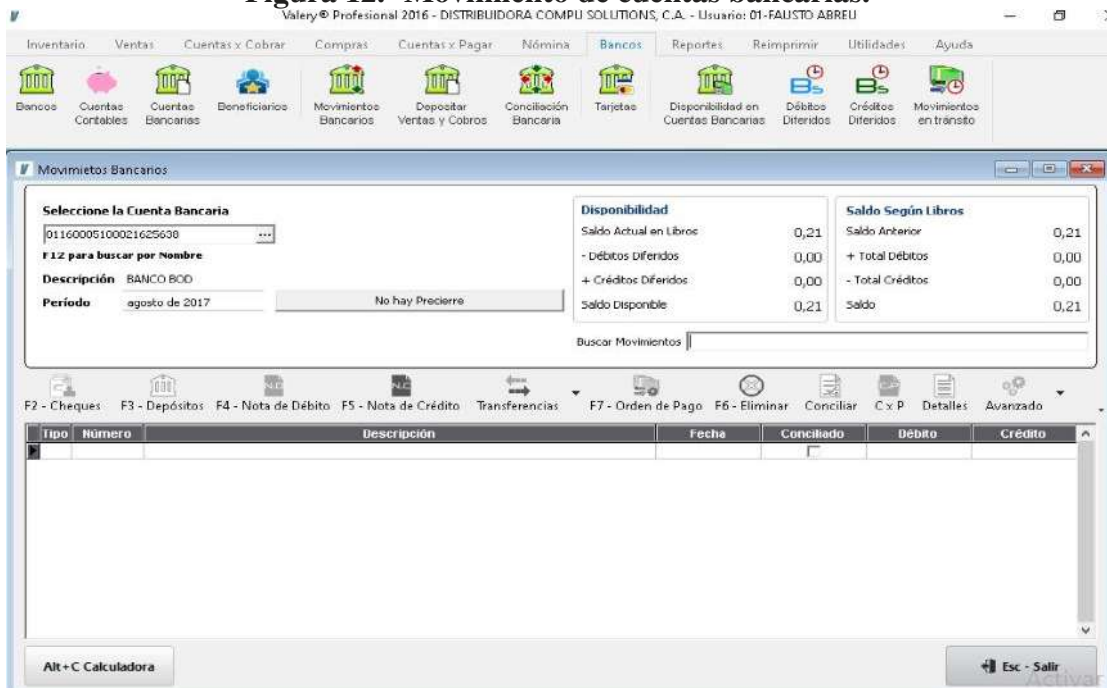 Figura 12.- Movimiento de cuentas bancarias.
Valery® Profesional 2016 - DISTRIBUIDORA COMPU SOLUTIONS, C.A. - Usuario: 01-FAUSTO ABREU
Inventario Ventas Cuentas x Cobrar Compras Cuentas x Pagar Nómina Bancos Reportes Reimprimir Utilidades Ayuda
Bancos Cuentas Contables Cuentas Bancarias Beneficiarios Movimientos Bancarios Depositar Ventas y Cobros Conciliación Bancaria Tarjetas Disponibilidad en Cuentas Bancarias Débitos Diferidos Créditos Diferidos Movimientos en tránsito
Movimietos Bancarios
Seleccione la Cuenta Bancaria
01160005100021625638 ...
F12 para buscar por Nombre
Descripción BANCO BOD
Período agosto de 2017 No hay Precierre
Disponibilidad
Saldo Actual en Libros 0,21
- Débitos Diferidos 0,00
+ Créditos Diferidos 0,00
Saldo Disponible 0,21
Saldo Según Libros
Saldo Anterior 0,21
+ Total Débitos 0,00
- Total Créditos 0,00
Saldo 0,21
Buscar Movimientos
F2 - Cheques F3 - Depósitos F4 - Nota de Débito F5 - Nota de Crédito Transferencias F7 - Orden de Pago F6 - Eliminar Conciliar C x P Detalles Avanzado
Tipo Número Descripción Fecha Conciliado Débito Crédito
Alt+C Calculadora Esc - Salir
Activar